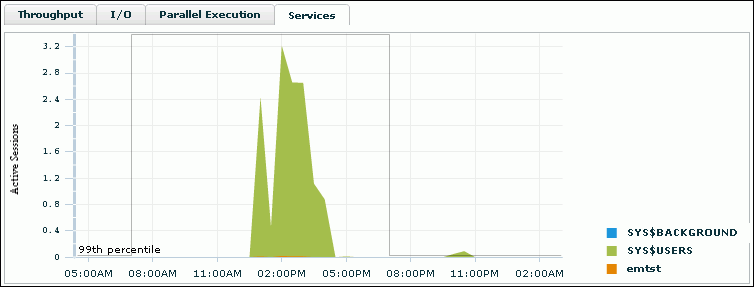 Throughput I/O Parallel Execution Services
Active Sessions
3.2
2.8
2.4
2
1.6
1.2
0.8
0.4
0
99th percentile
05:00AM 08:00AM 11:00AM 02:00PM 05:00PM 08:00PM 11:00PM 02:00AM
SYS$BACKGROUND
SYS$USERS
emtst